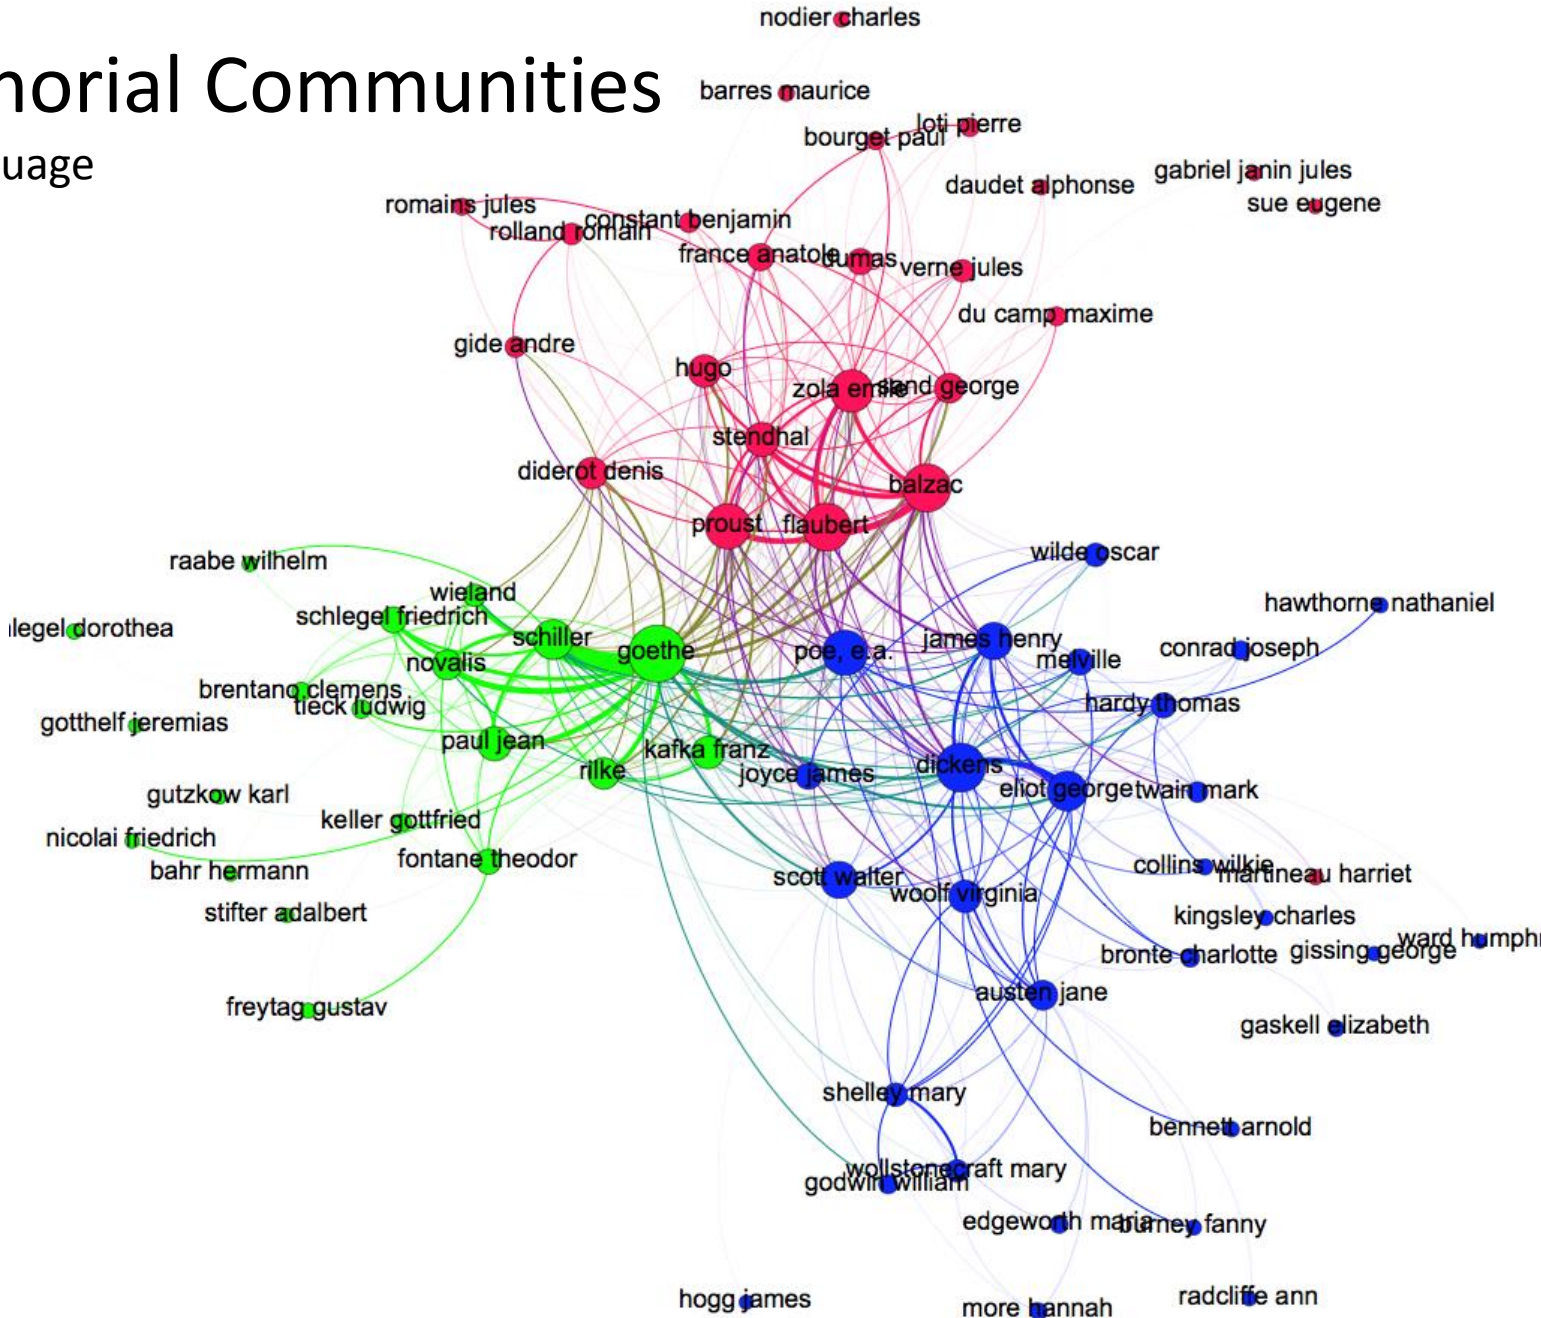 nodier charles
norial Communities
barres maurice
loti pierre
bourget paul
uage
gabriel janin jules
daudet alphonse
sue eugene
romains jules
constant benjamin
rolland romain
france anatole
dumas
verne jules
du camp maxime
gide andre
hugo
zola emile
sand george
stendhal
diderot denis
balzac
proust
flaubert
wilde oscar
raabe wilhelm
wieland
hawthorne nathaniel
schlegel friedrich
legel dorothea
schiller
james henry
conrad joseph
goethe
poe, e.a.
novalis
melville
brentano clemens
tieck ludwig
hardy thomas
gotthelf jeremias
paul jean
kafka franz
rilke
joyce james
dickens
eliot george
twain mark
gutzkow karl
keller gottfried
nicolai friedrich
fontane theodor
collins wilkie
bahr hermann
scott walter
martineau harriet
woolf virginia
stifter adalbert
kingsley charles
ward humphr
gissing george
bronte charlotte
austen jane
freytag gustav
gaskell elizabeth
shelley mary
bennett arnold
wollstonecraft mary
godwin william
edgeworth maria
burney fanny
hogg james
radcliffe ann
more hannah